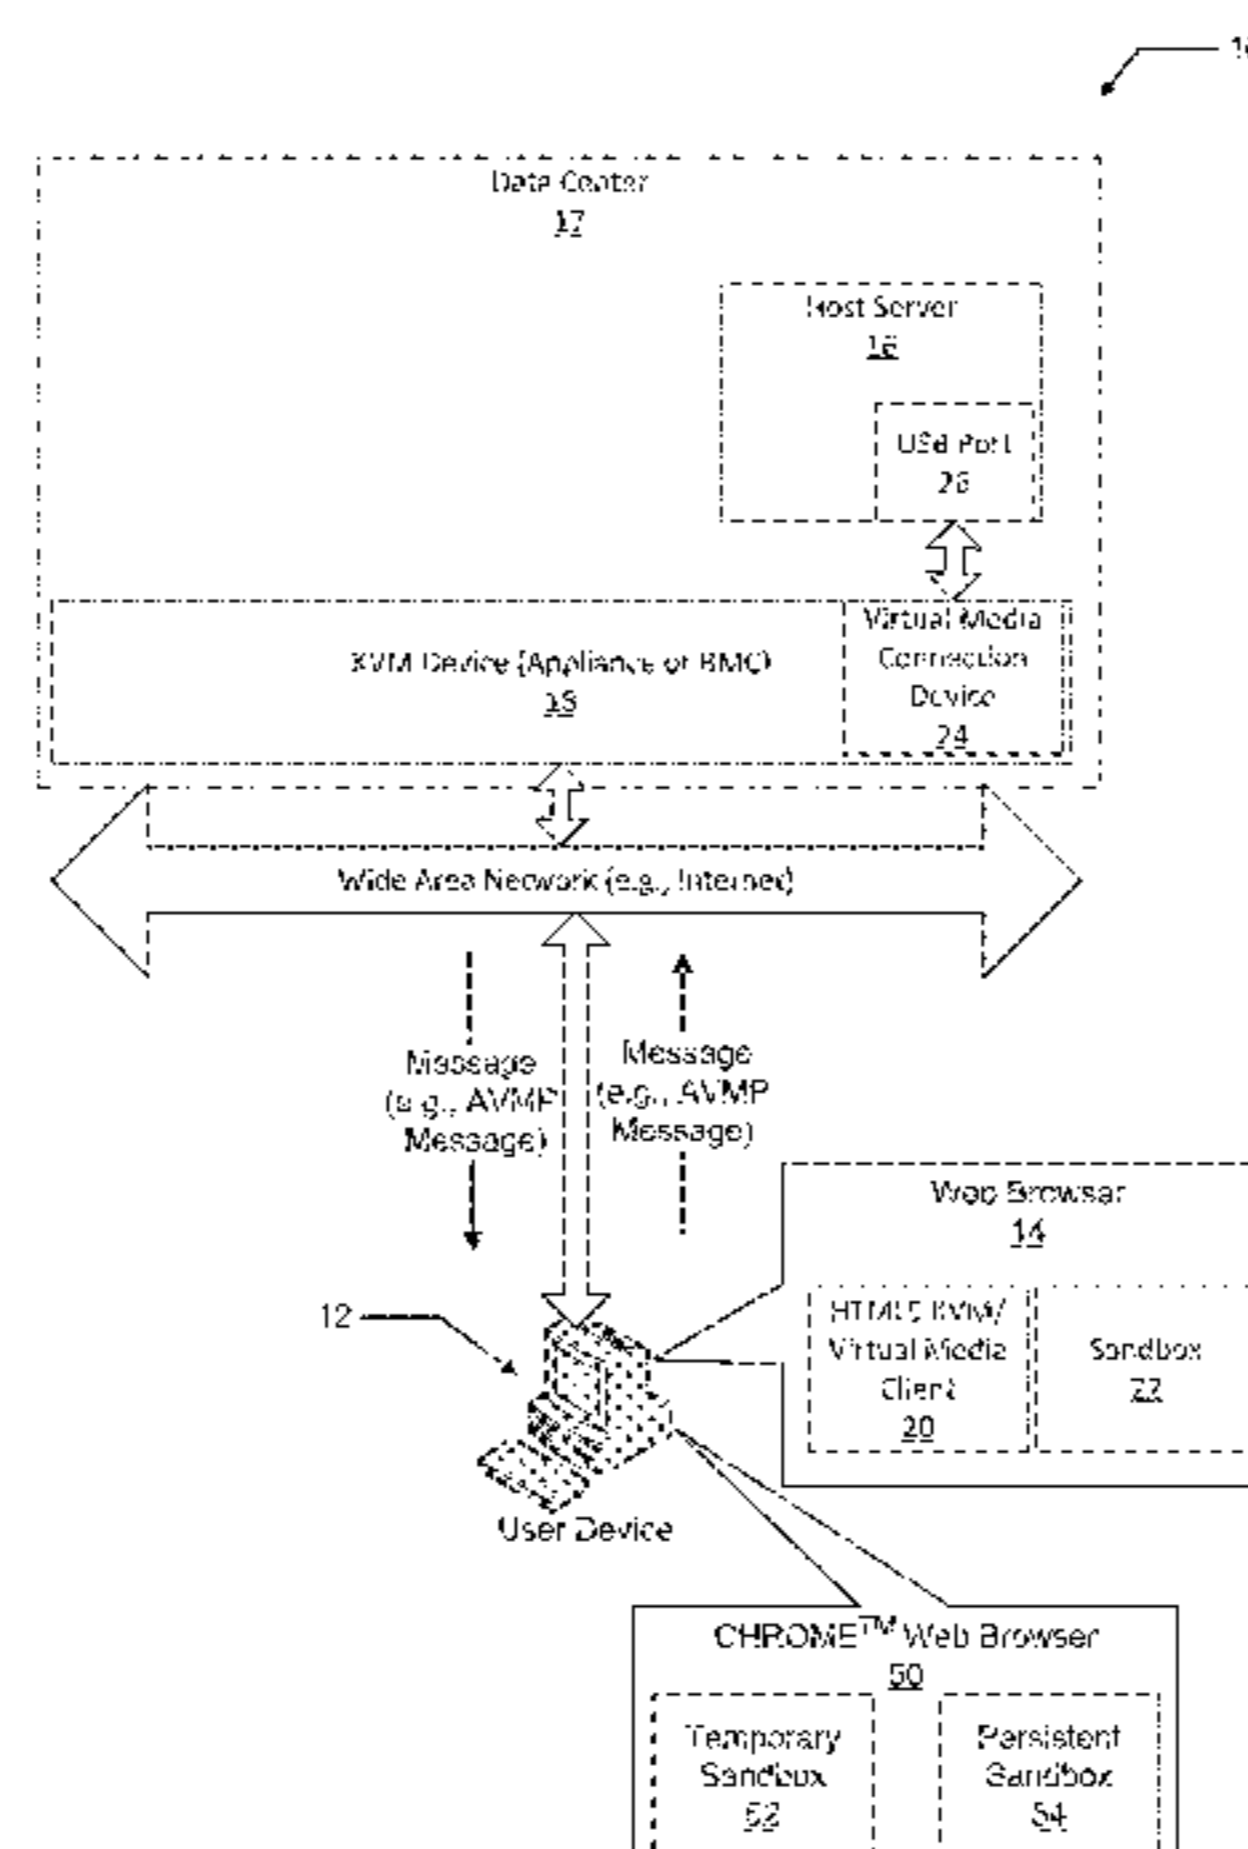 Data Center
17
Host Server
USB Port
26
Virtual Media
KVM Device (Appliance or BMC)
Connection
Device
24
Wide Area Network (e.g., Internet)
Message
(e.g., AVMP
Message)
Message
(e.g., AVMP
Message)
Web Browser
14
12
HTML5 KVM/
Virtual Media
Client
20
Sandbox
22
User Device
CHROME™ Web Browser
50
Temporary
Sandbox
52
Persistent
Sandbox
54